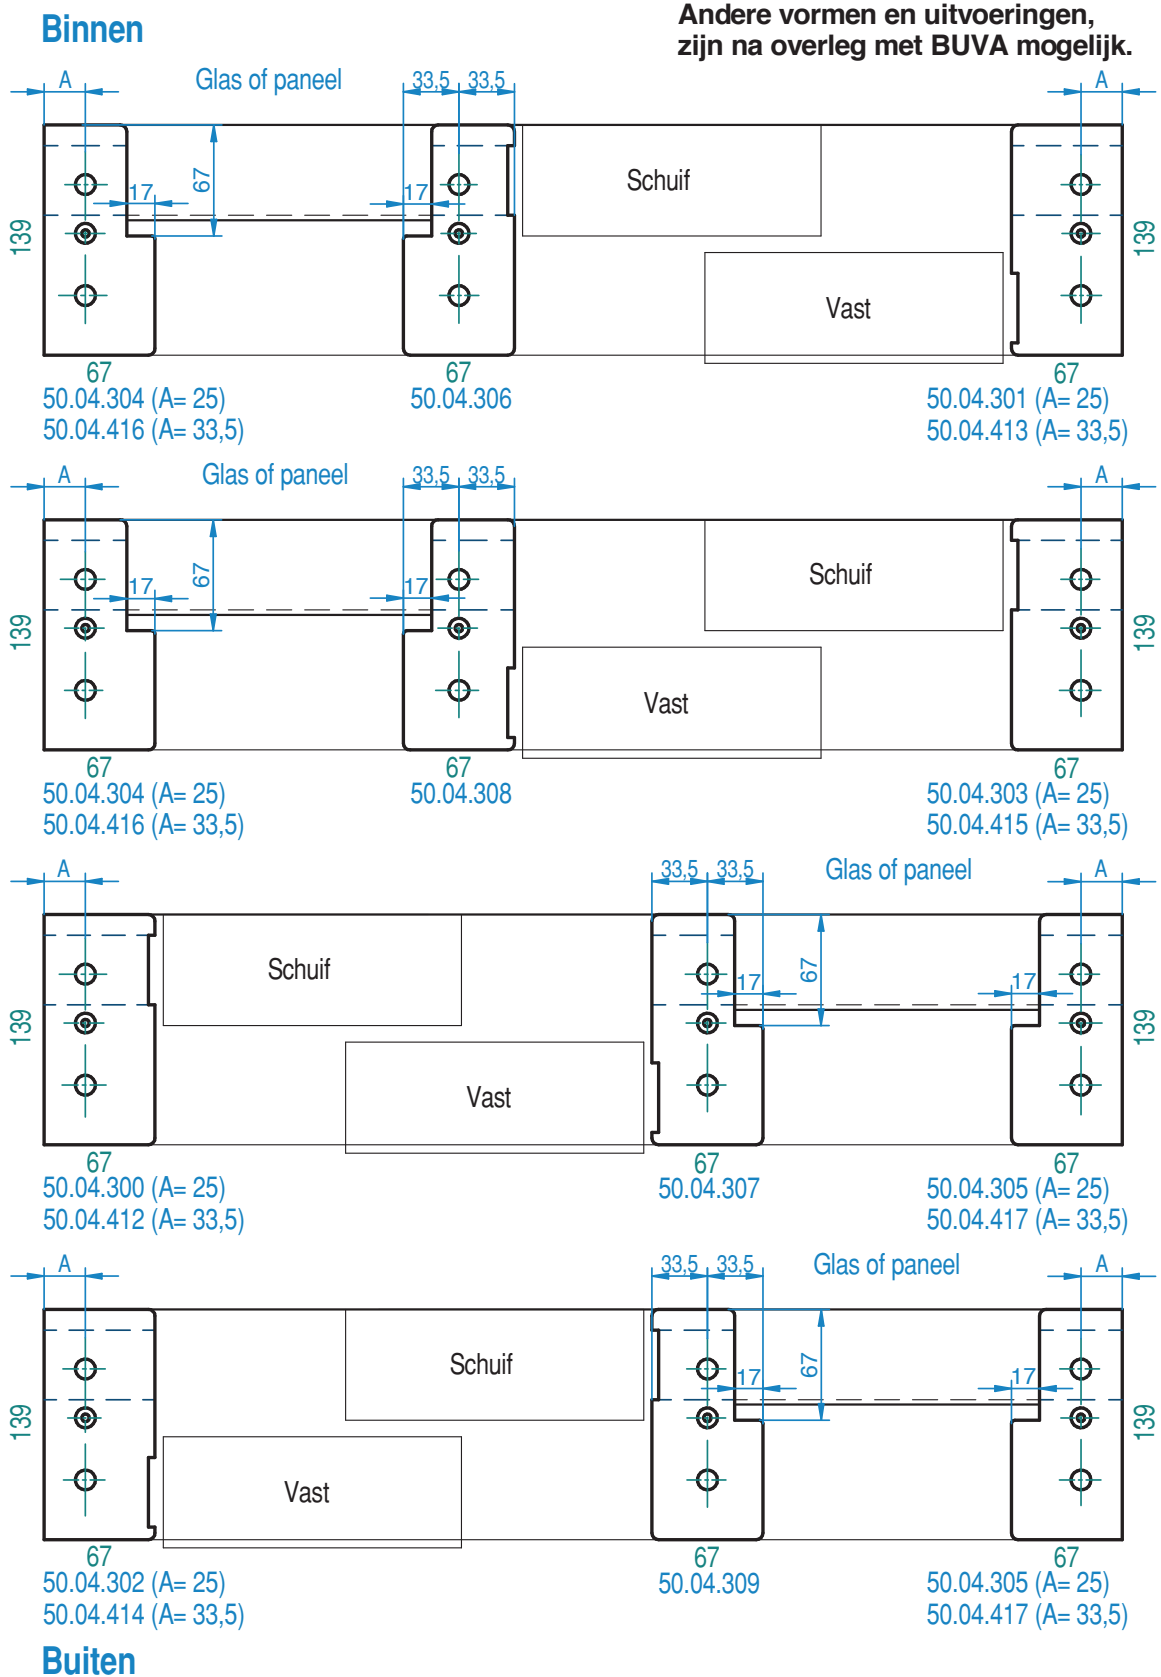 Binnen
Andere vormen en uitvoeringen,
zijn na overleg met BUVA mogelijk.
A Glas of paneel 33,5 33,5 A
Schuif
17 67 17
139 139
Vast
67 67 67
50.04.304 (A= 25) 50.04.306 50.04.301 (A= 25)
50.04.416 (A= 33,5) 50.04.413 (A= 33,5)
A Glas of paneel 33,5 33,5 A
Schuif
17 67 17
139 139
Vast
67 67 67
50.04.304 (A= 25) 50.04.308 50.04.303 (A= 25)
50.04.416 (A= 33,5) 50.04.415 (A= 33,5)
A 33,5 33,5 Glas of paneel A
Schuif
17 67 17
139 139
Vast
67 67 67
50.04.300 (A= 25) 50.04.307 50.04.305 (A= 25)
50.04.412 (A= 33,5) 50.04.417 (A= 33,5)
A 33,5 33,5 Glas of paneel A
Schuif
17 67 17
139 139
Vast
67 67 67
50.04.302 (A= 25) 50.04.309 50.04.305 (A= 25)
50.04.414 (A= 33,5) 50.04.417 (A= 33,5)
Buiten